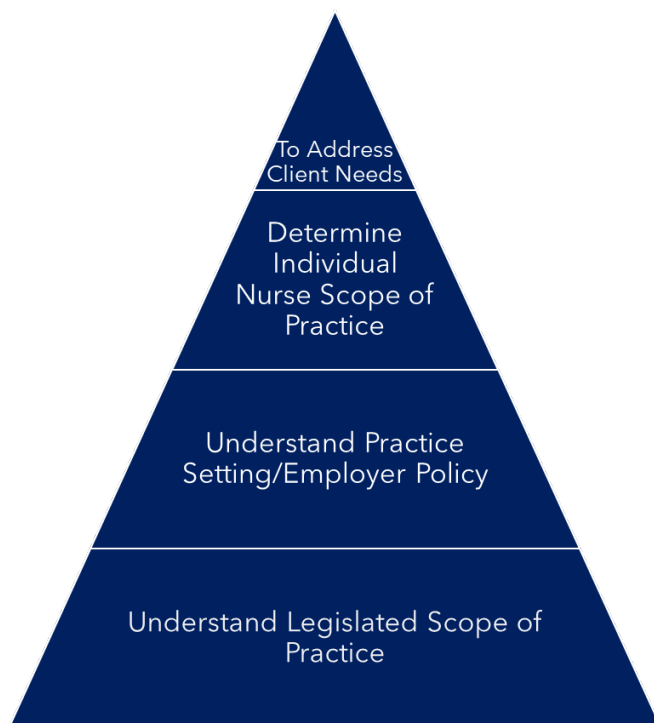 To Address
Client Needs
Determine
Individual
Nurse Scope of
Practice
Understand Practice
Setting/Employer Policy
Understand Legislated Scope of
Practice